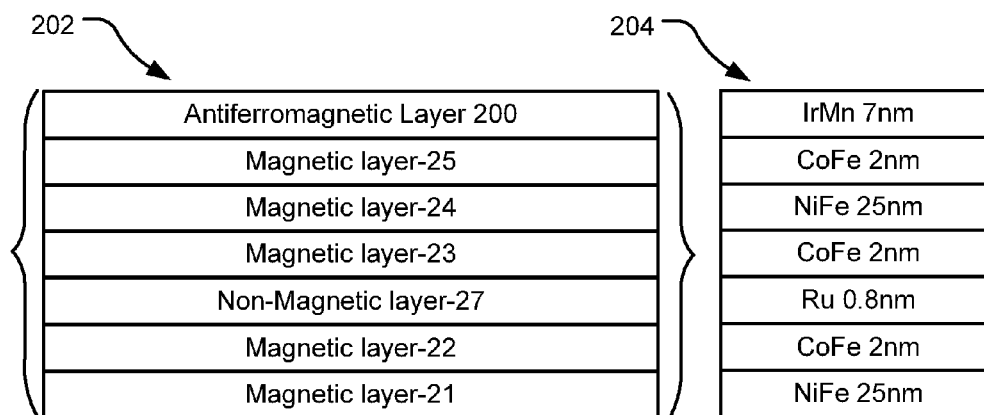 202
204
Antiferromagnetic Layer 200
IrMn 7nm
Magnetic layer-25
CoFe 2nm
Magnetic layer-24
NiFe 25nm
Magnetic layer-23
CoFe 2nm
Non-Magnetic layer-27
Ru 0.8nm
Magnetic layer-22
CoFe 2nm
Magnetic layer-21
NiFe 25nm